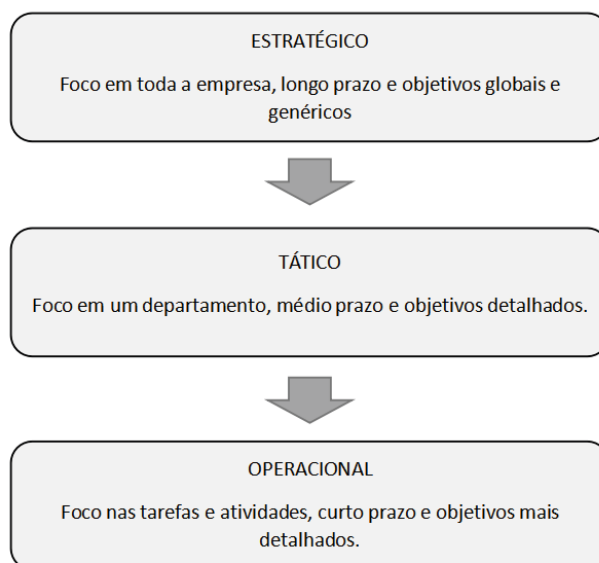 ESTRATÉGICO
Foco em toda a empresa, longo prazo e objetivos globais e
genéricos
TÁTICO
Foco em um departamento, médio prazo e objetivos detalhados.
OPERACIONAL
Foco nas tarefas e atividades, curto prazo e objetivos mais
detalhados.